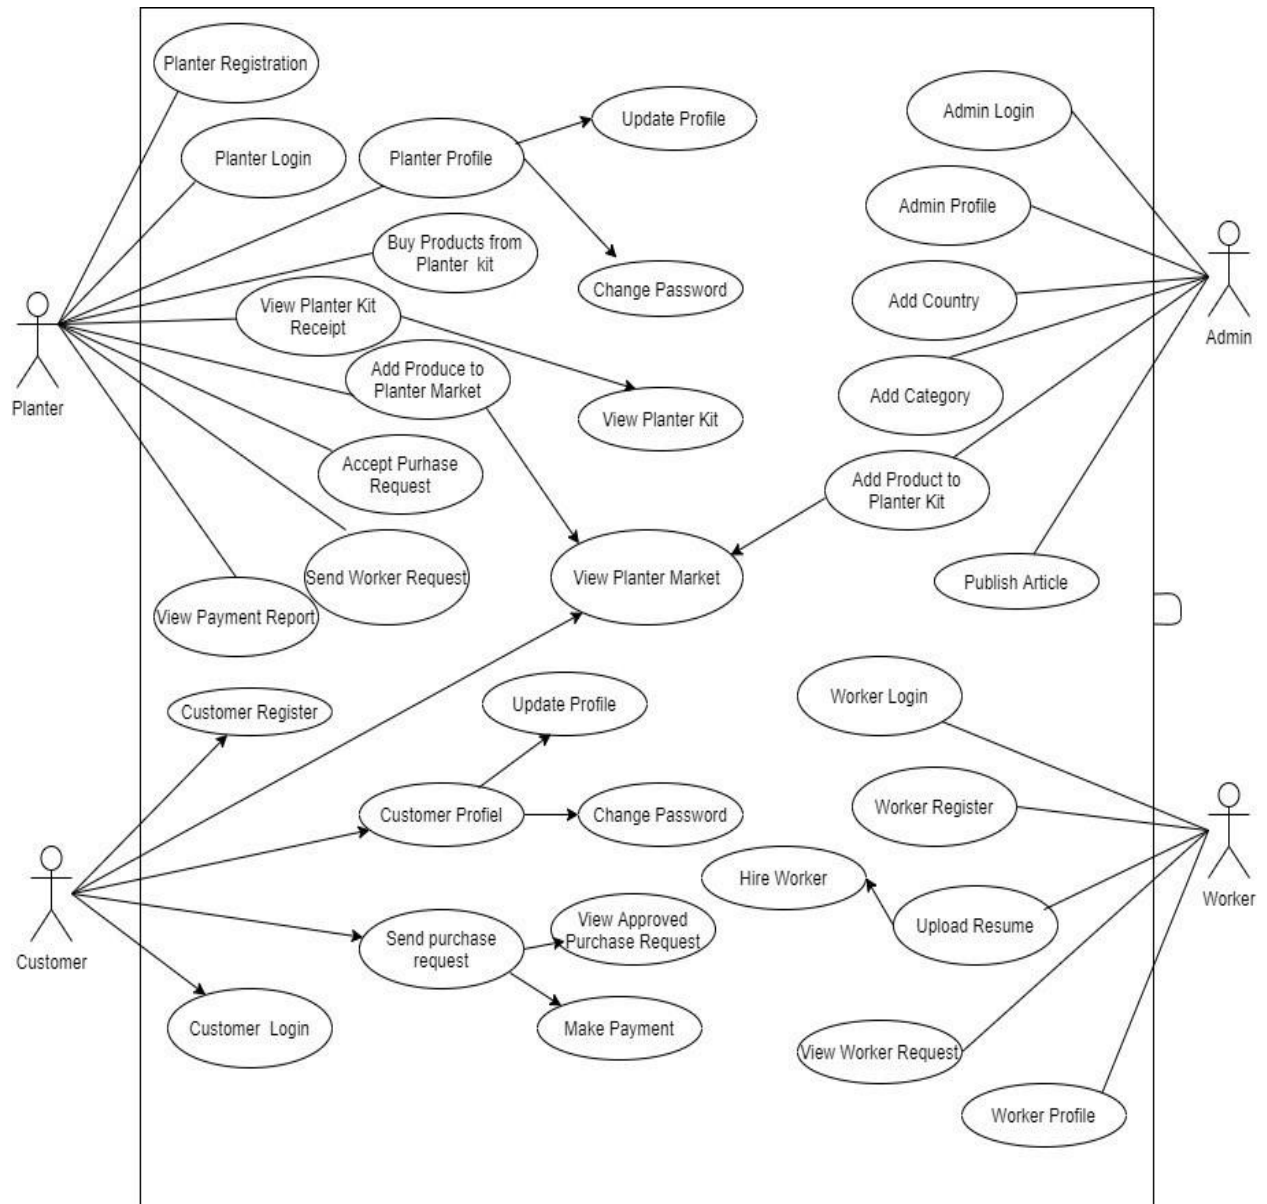 Planter Registration
Planter Login
Planter Profile
Update Profile
Admin Login
Admin Profile
Buy Products from
Planter kit
Change Password
Add Country
View Planter Kit
Receipt
Planter
Admin
Add Produce to
Planter Market
View Planter Kit
Add Category
Accept Purhase
Request
Add Product to
Planter Kit
Send Worker Request
View Planter Market
Publish Article
View Payment Report
Customer Register
Update Profile
Worker Login
Customer Profiel
Change Password
Worker Register
Hire Worker
Worker
Customer
Send purchase
request
View Approved
Purchase Request
Upload Resume
Customer Login
Make Payment
View Worker Request
Worker Profile